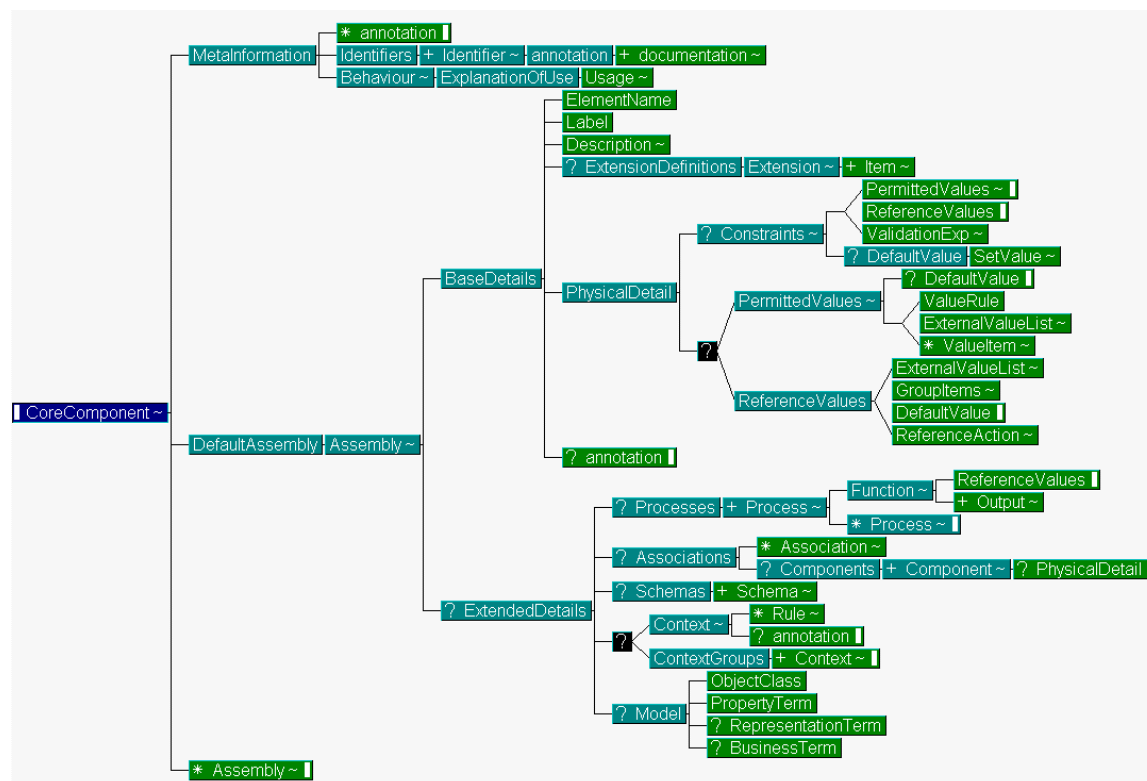 * annotation
MetaInformation Identifiers + Identifier ~ annotation + documentation ~
Behaviour ~ ExplanationOfUse Usage ~
ElementName
Label
Description ~
? ExtensionDefinitions Extension ~ + Item ~
PermittedValues ~
ReferenceValues
? Constraints ~ ValidationExp ~
? DefaultValue SetValue ~
BaseDetails ? DefaultValue
PhysicalDetail PermittedValues ~ ValueRule
ExternalValueList ~
? * ValueItem ~
ExternalValueList ~
GroupItems ~
ReferenceValues DefaultValue
CoreComponent ~ ReferenceAction ~
DefaultAssembly Assembly ~
? annotation
ReferenceValues
Function ~ + Output ~
? Processes + Process ~ * Process ~
* Association ~
? Associations ? Components + Component ~ ? PhysicalDetail
? Schemas + Schema ~
? ExtendedDetails * Rule ~
? Context ~ ? annotation
ContextGroups + Context ~
ObjectClass
PropertyTerm
? Model ? RepresentationTerm
? BusinessTerm
* Assembly ~